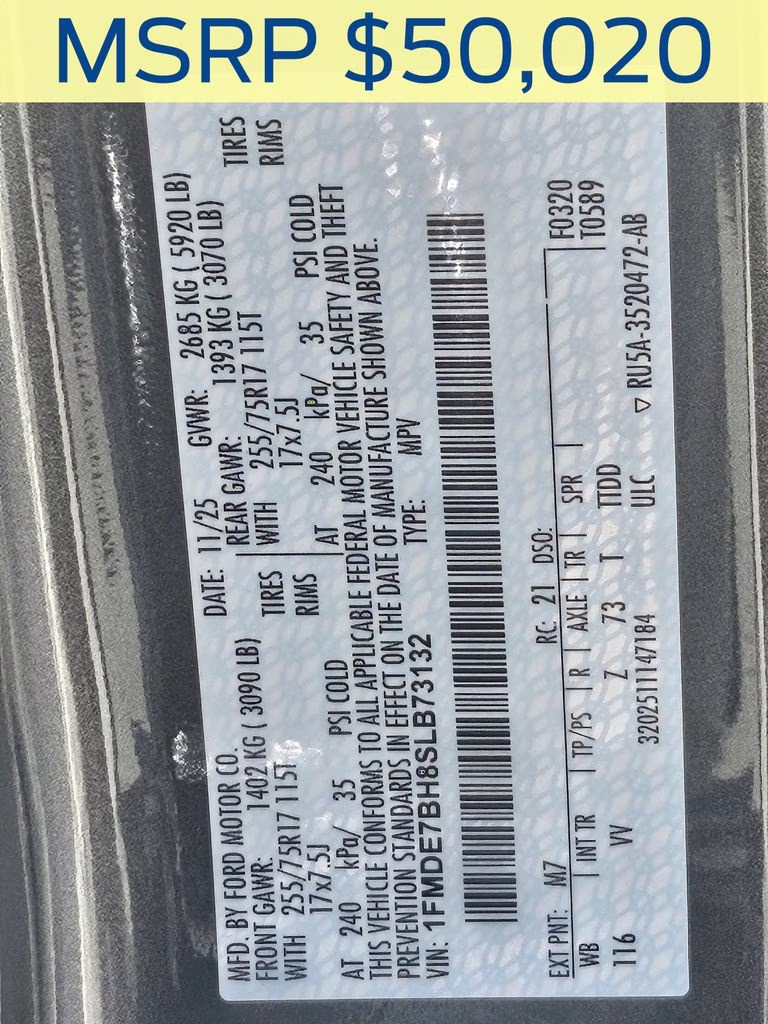 MSRP $50,020
MFD. BY FORD MOTOR CO.
DATE: 11/25 GVWR: 2685 KG ( 5920 LB)
FRONT GAWR: 1402 KG ( 3090 LB)
REAR GAWR: 1393 KG ( 3070 LB)
WITH 255/75R17 115T TIRES
WITH 255/75R17 115T TIRES
17x7.5J RIMS
17x7.5J RIMS
AT 240 kPa/ 35 PSI COLD
AT 240 kPa/ 35 PSI COLD
THIS VEHICLE CONFORMS TO ALL APPLICABLE FEDERAL MOTOR VEHICLE SAFETY AND THEFT
PREVENTION STANDARDS IN EFFECT ON THE DATE OF MANUFACTURE SHOWN ABOVE.
VIN: 1FMDE7BH8SLB73132 TYPE: MPV
EXT PNT: M7 RC: 21 DSO: F0320
WB INT TR TP/PS R AXLE TR SPR T0589
116 VV Z 73 T TTDD
3202511147184 ULC ▽ RU5A-3520472-AB